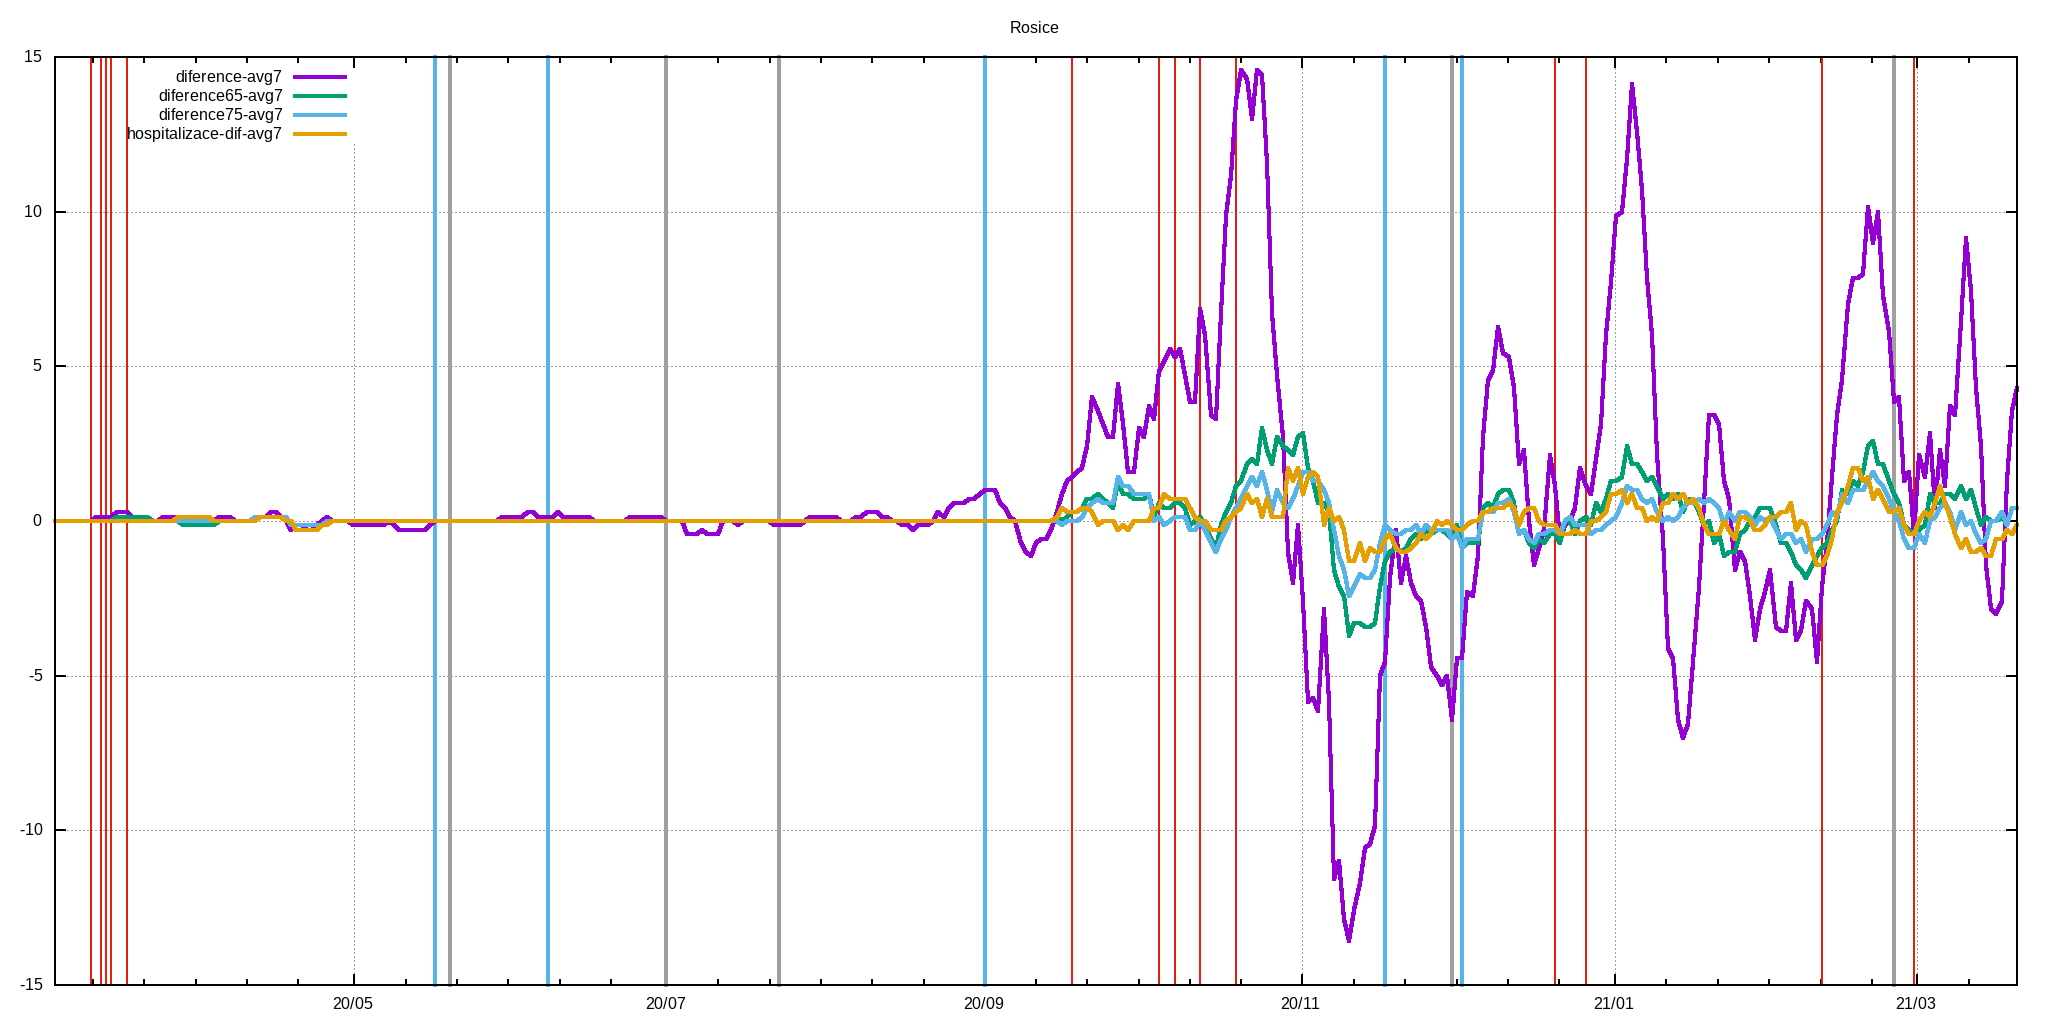 Rosice
diference-avg7
diference65-avg7
diference75-avg7
hospitalizace-dif-avg7
15
10
5
0
-5
-10
-15
20/05 20/07 20/09 20/11 21/01 21/03